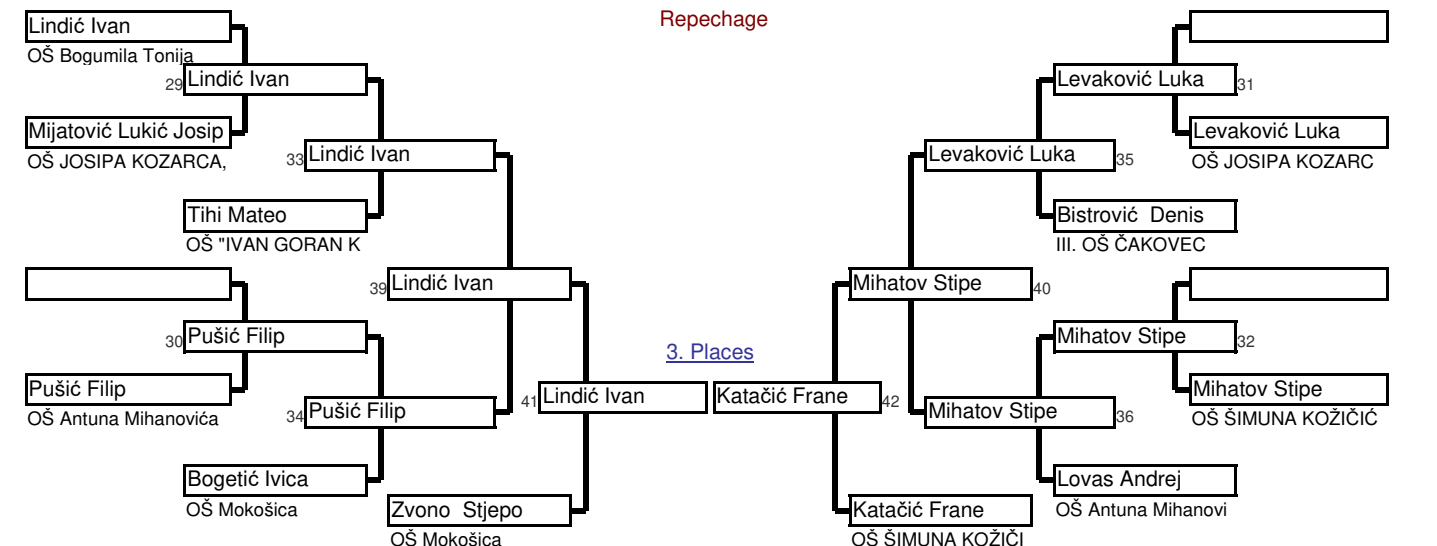 Repechage
Lindić Ivan
OŠ Bogumila Tonija
29 Lindić Ivan
Mijatović Lukić Josip
OŠ JOSIPA KOZARCA,
33 Lindić Ivan
Tihi Mateo
OŠ "IVAN GORAN K
39 Lindić Ivan
30 Pušić Filip
Pušić Filip
OŠ Antuna Mihanovića
34 Pušić Filip
Bogetić Ivica
OŠ Mokošica
41 Lindić Ivan
Zvono Stjepo
OŠ Mokošica
3. Places
Levaković Luka 31
Levaković Luka
OŠ JOSIPA KOZARC
Levaković Luka 35
Bistrović Denis
III. OŠ ČAKOVEC
Mihatov Stipe 40
Mihatov Stipe 32
Mihatov Stipe
OŠ ŠIMUNA KOŽIČIĆ
Katačić Frane 42
Mihatov Stipe 36
Lovas Andrej
OŠ Antuna Mihanovi
Katačić Frane
OŠ ŠIMUNA KOŽIČI